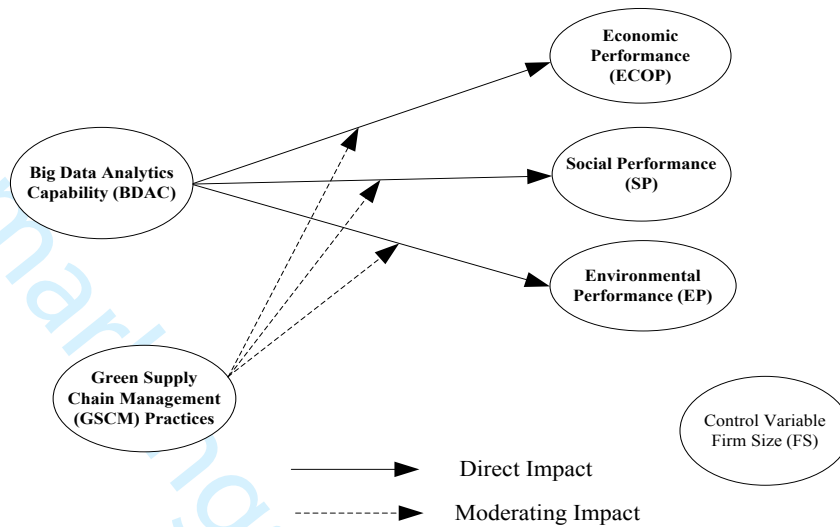 Economic
Performance
(ECOP)
Big Data Analytics
Capability (BDAC)
Social Performance
(SP)
Environmental
Performance (EP)
Green Supply
Chain Management
(GSCM) Practices
Control Variable
Firm Size (FS)
Direct Impact
Moderating Impact